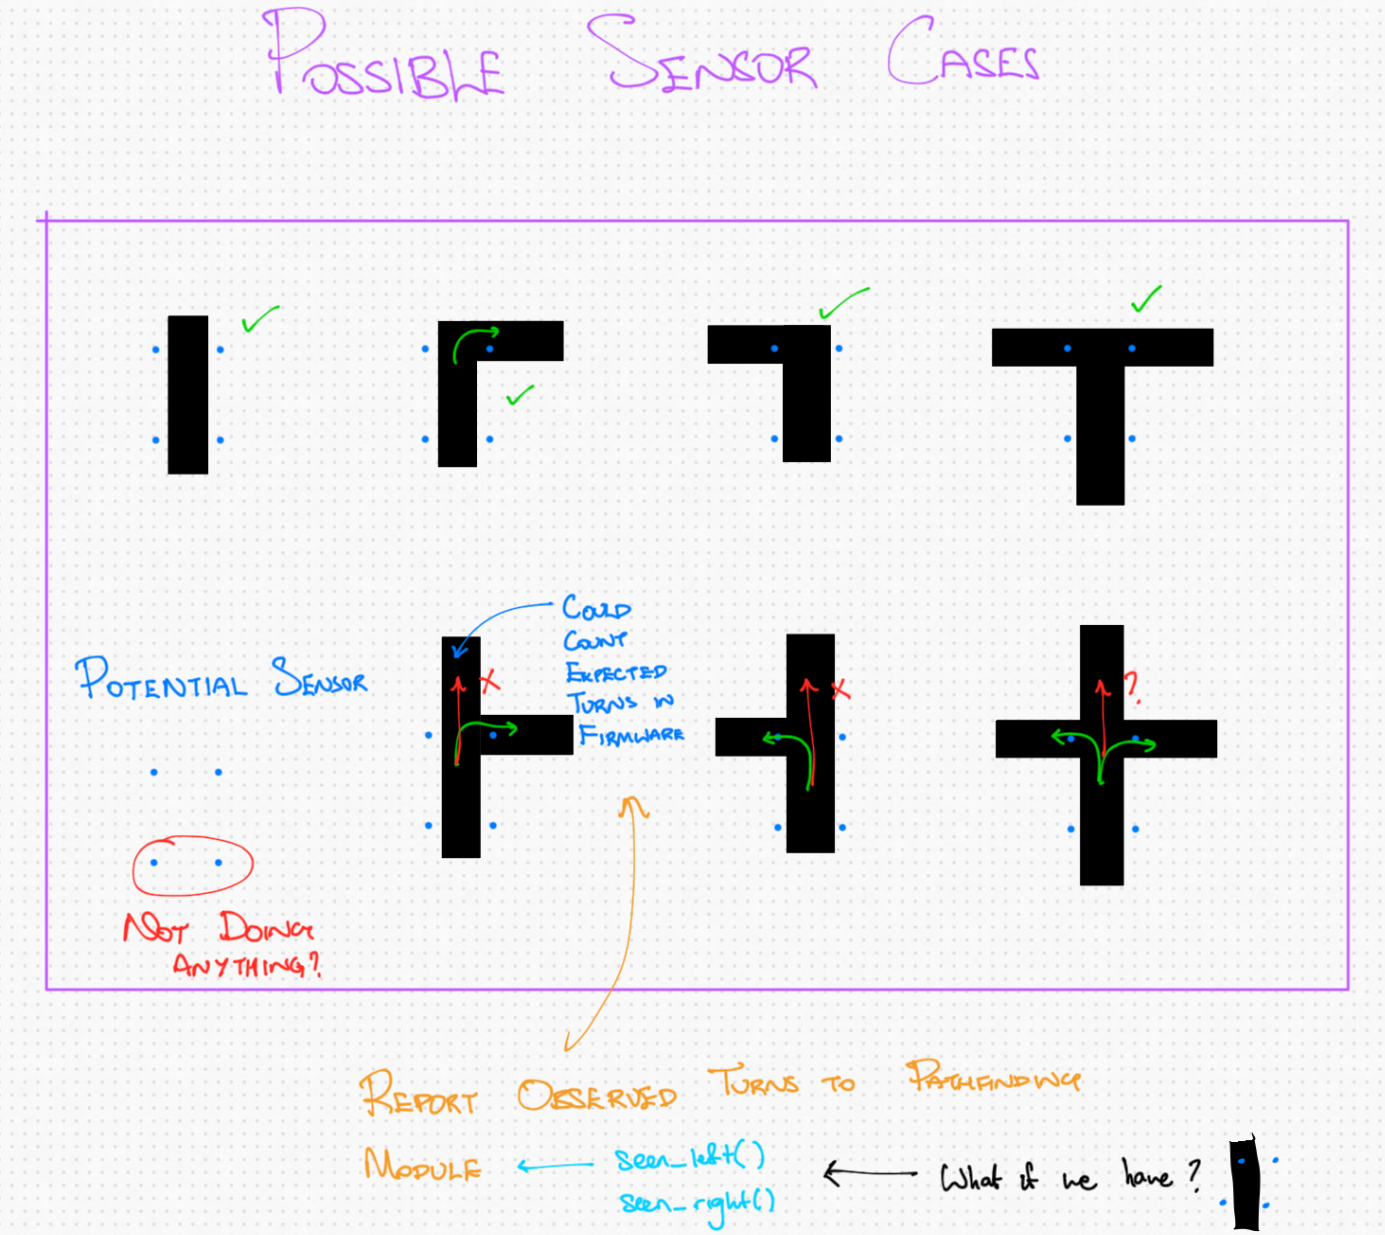 POSSIBLE SENSOR CASES
COULD
COUNT
EXPECTED
TURNS IN
FIRMWARE
X
X
?
POTENTIAL SENSOR
NOT DOING
ANYTHING?
REPORT OBSERVED TURNS TO PATHFINDING
MODULE
seen_left()
seen_right()
What if we have?